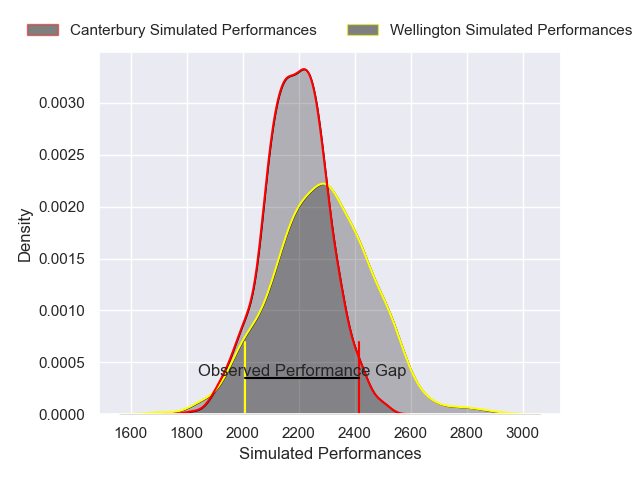 Canterbury Simulated Performances
Wellington Simulated Performances
0.0030
0.0025
0.0020
0.0015
0.0010
0.0005
0.0000
Density
Observed Performance Gap
1600 1800 2000 2200 2400 2600 2800 3000
Simulated Performances